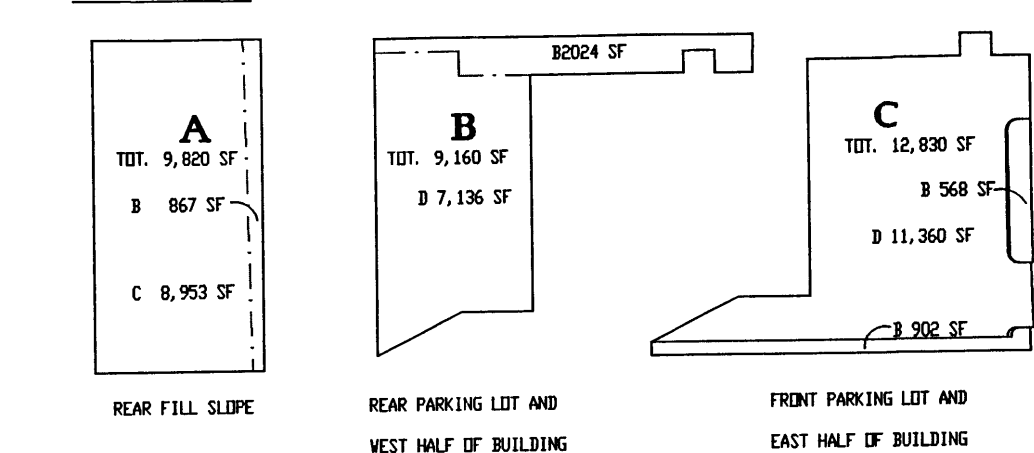 A
TOT. 9,820 SF
B 867 SF
C 8,953 SF
REAR FILL SLOPE
B2024 SF
B
TOT. 9,160 SF
D 7,136 SF
REAR PARKING LOT AND
WEST HALF OF BUILDING
C
TOT. 12,830 SF
B 568 SF
D 11,360 SF
B 902 SF
FRONT PARKING LOT AND
EAST HALF OF BUILDING